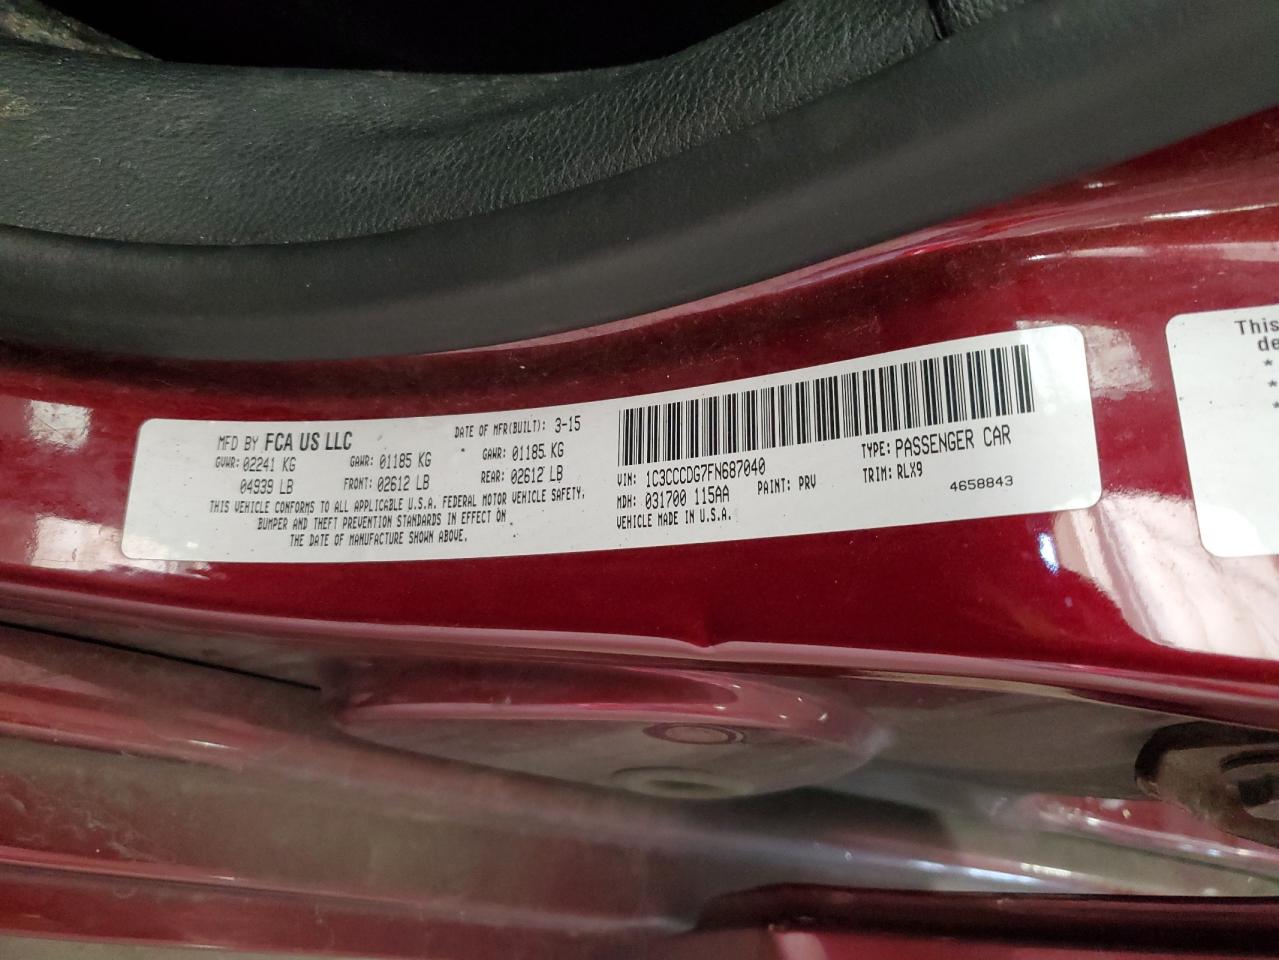 MFD BY FCA US LLC DATE OF MFR(BUILT): 3-15
GVWR: 02241 KG GAWR: 01185 KG GAWR: 01185 KG
04939 LB FRONT: 02612 LB REAR: 02612 LB
THIS VEHICLE CONFORMS TO ALL APPLICABLE U.S.A. FEDERAL MOTOR VEHICLE SAFETY,
BUMPER AND THEFT PREVENTION STANDARDS IN EFFECT ON
THE DATE OF MANUFACTURE SHOWN ABOVE.
VIN: 1C3CCCDG7FN687040 TYPE: PASSENGER CAR
MDH: 031700 115AA PAINT: PRV TRIM: RLX9
VEHICLE MADE IN U.S.A. 4658843
This
de
*
*
*